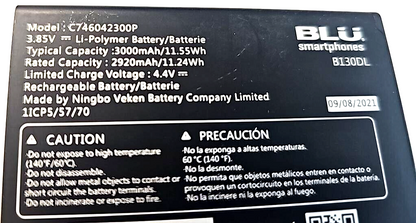 Model : C746042300P
3.85V ⎓ Li-Polymer Battery/Batterie
Typical Capacity : 3000mAh/11.55Wh
Rated Capacity : 2920mAh/11.24Wh
Limited Charge Voltage : 4.4V ⎓
Rechargeable Battery/Batterie
Made by Ningbo Veken Battery Company Limited
1ICP5/57/70
BLU
smartphones
B130DL
09/08/2021
⚠ CAUTION
·Do not expose to high temperature
(140°F/60°C).
·Do not disassemble.
·Do not allow metal objects to contact or
short circuit the battery terminals.
·Do not incinerate or expose to fire.
⚠ PRECAUCIÓN
·No la exponga a altas temperaturas.
60 °C (140 °F).
·No la desmonte.
·No permita que objetos metálicos entren en contacto o
provoquen un cortocircuito en los terminales de la batería.
·No la incinere ni la exponga al fuego.